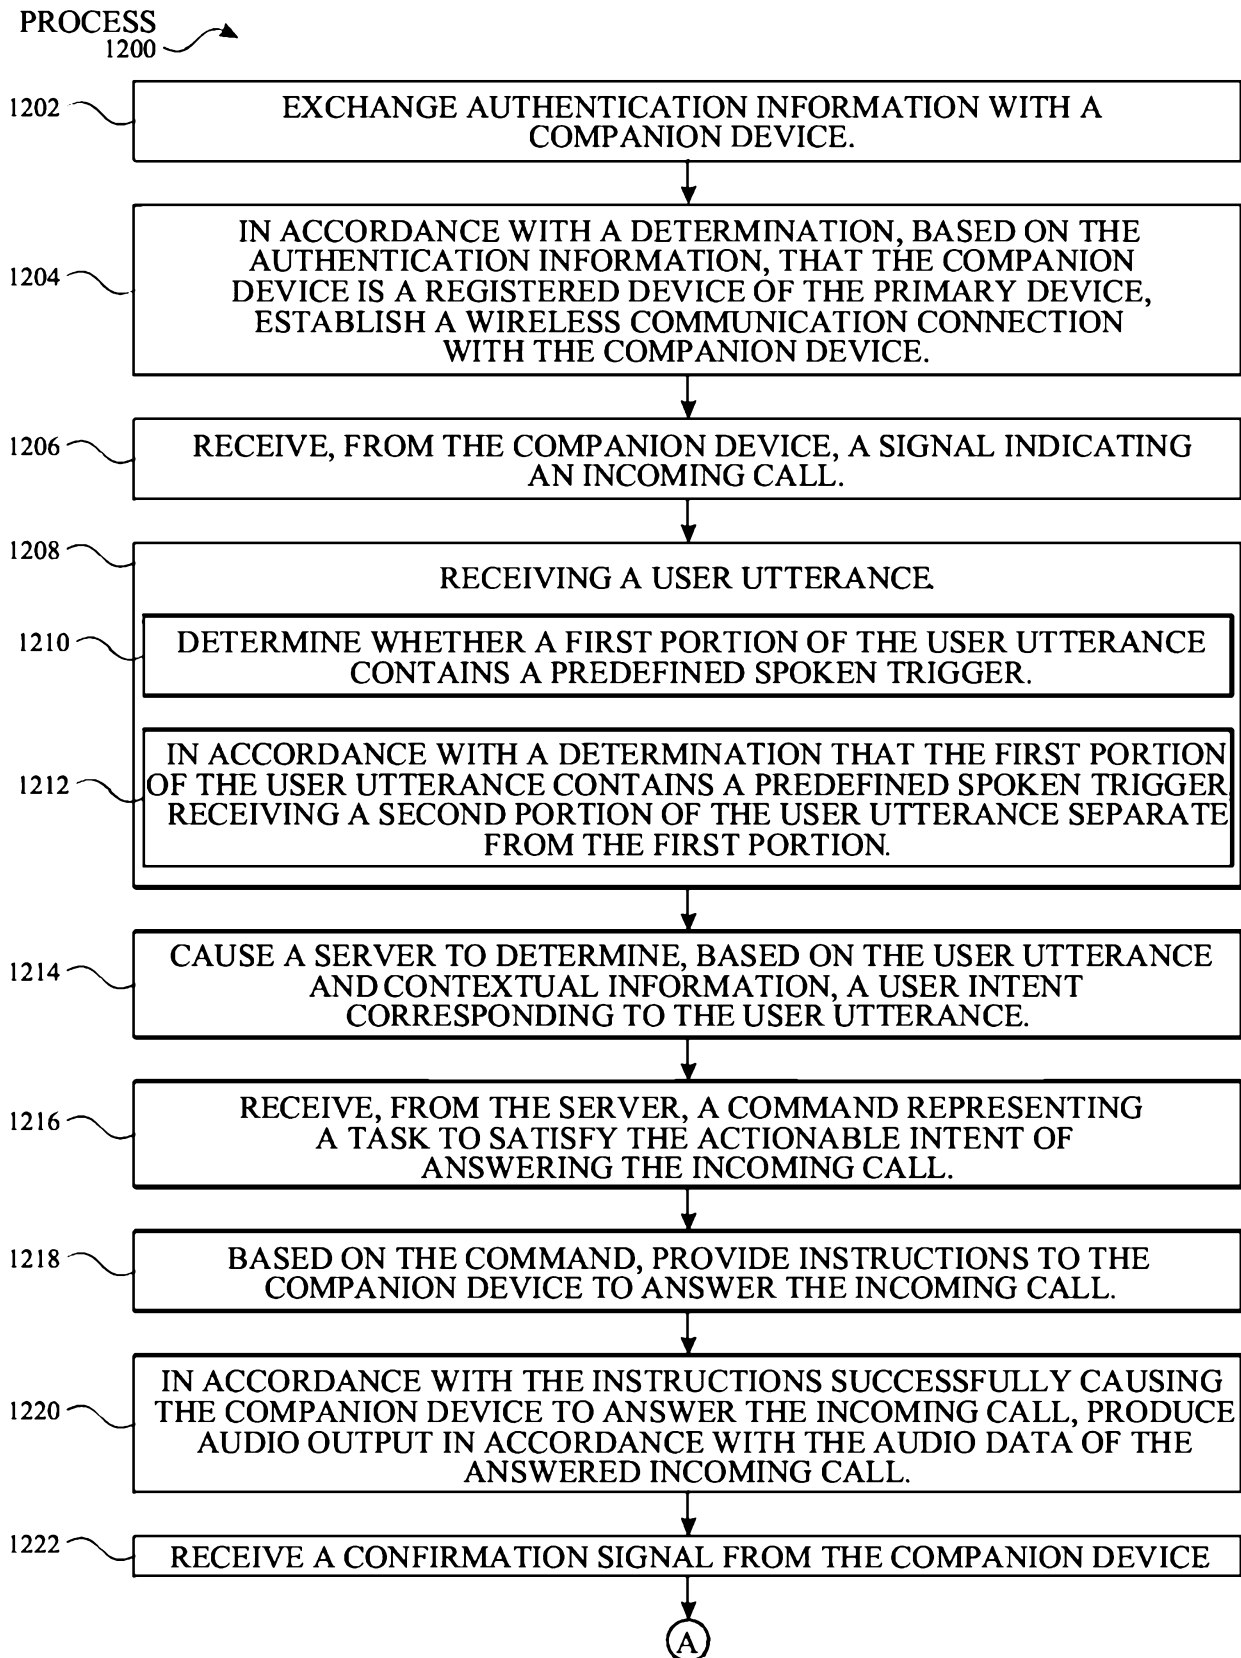 PROCESS
1200
1202
EXCHANGE AUTHENTICATION INFORMATION WITH A
COMPANION DEVICE.
1204
IN ACCORDANCE WITH A DETERMINATION, BASED ON THE
AUTHENTICATION INFORMATION, THAT THE COMPANION
DEVICE IS A REGISTERED DEVICE OF THE PRIMARY DEVICE,
ESTABLISH A WIRELESS COMMUNICATION CONNECTION
WITH THE COMPANION DEVICE.
1206
RECEIVE, FROM THE COMPANION DEVICE, A SIGNAL INDICATING
AN INCOMING CALL.
1208
RECEIVING A USER UTTERANCE.
1210
DETERMINE WHETHER A FIRST PORTION OF THE USER UTTERANCE
CONTAINS A PREDEFINED SPOKEN TRIGGER.
1212
IN ACCORDANCE WITH A DETERMINATION THAT THE FIRST PORTION
OF THE USER UTTERANCE CONTAINS A PREDEFINED SPOKEN TRIGGER,
RECEIVING A SECOND PORTION OF THE USER UTTERANCE SEPARATE
FROM THE FIRST PORTION.
1214
CAUSE A SERVER TO DETERMINE, BASED ON THE USER UTTERANCE
AND CONTEXTUAL INFORMATION, A USER INTENT
CORRESPONDING TO THE USER UTTERANCE.
1216
RECEIVE, FROM THE SERVER, A COMMAND REPRESENTING
A TASK TO SATISFY THE ACTIONABLE INTENT OF
ANSWERING THE INCOMING CALL.
1218
BASED ON THE COMMAND, PROVIDE INSTRUCTIONS TO THE
COMPANION DEVICE TO ANSWER THE INCOMING CALL.
1220
IN ACCORDANCE WITH THE INSTRUCTIONS SUCCESSFULLY CAUSING
THE COMPANION DEVICE TO ANSWER THE INCOMING CALL, PRODUCE
AUDIO OUTPUT IN ACCORDANCE WITH THE AUDIO DATA OF THE
ANSWERED INCOMING CALL.
1222
RECEIVE A CONFIRMATION SIGNAL FROM THE COMPANION DEVICE
A